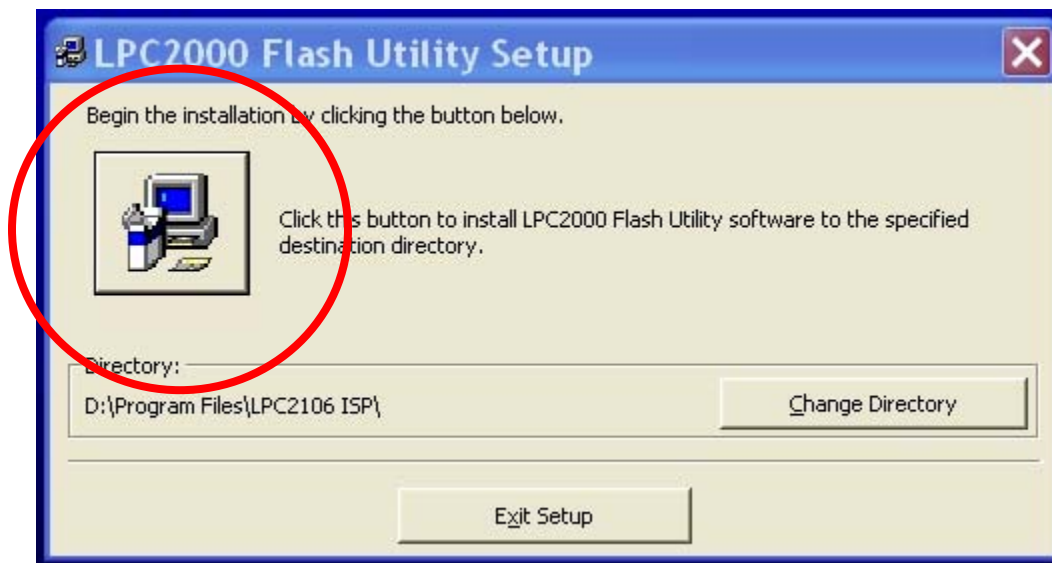 LPC2000 Flash Utility Setup
Begin the installation by clicking the button below.
Click this button to install LPC2000 Flash Utility software to the specified
destination directory.
Directory:
D:\Program Files\LPC2106 ISP\
Change Directory
Exit Setup